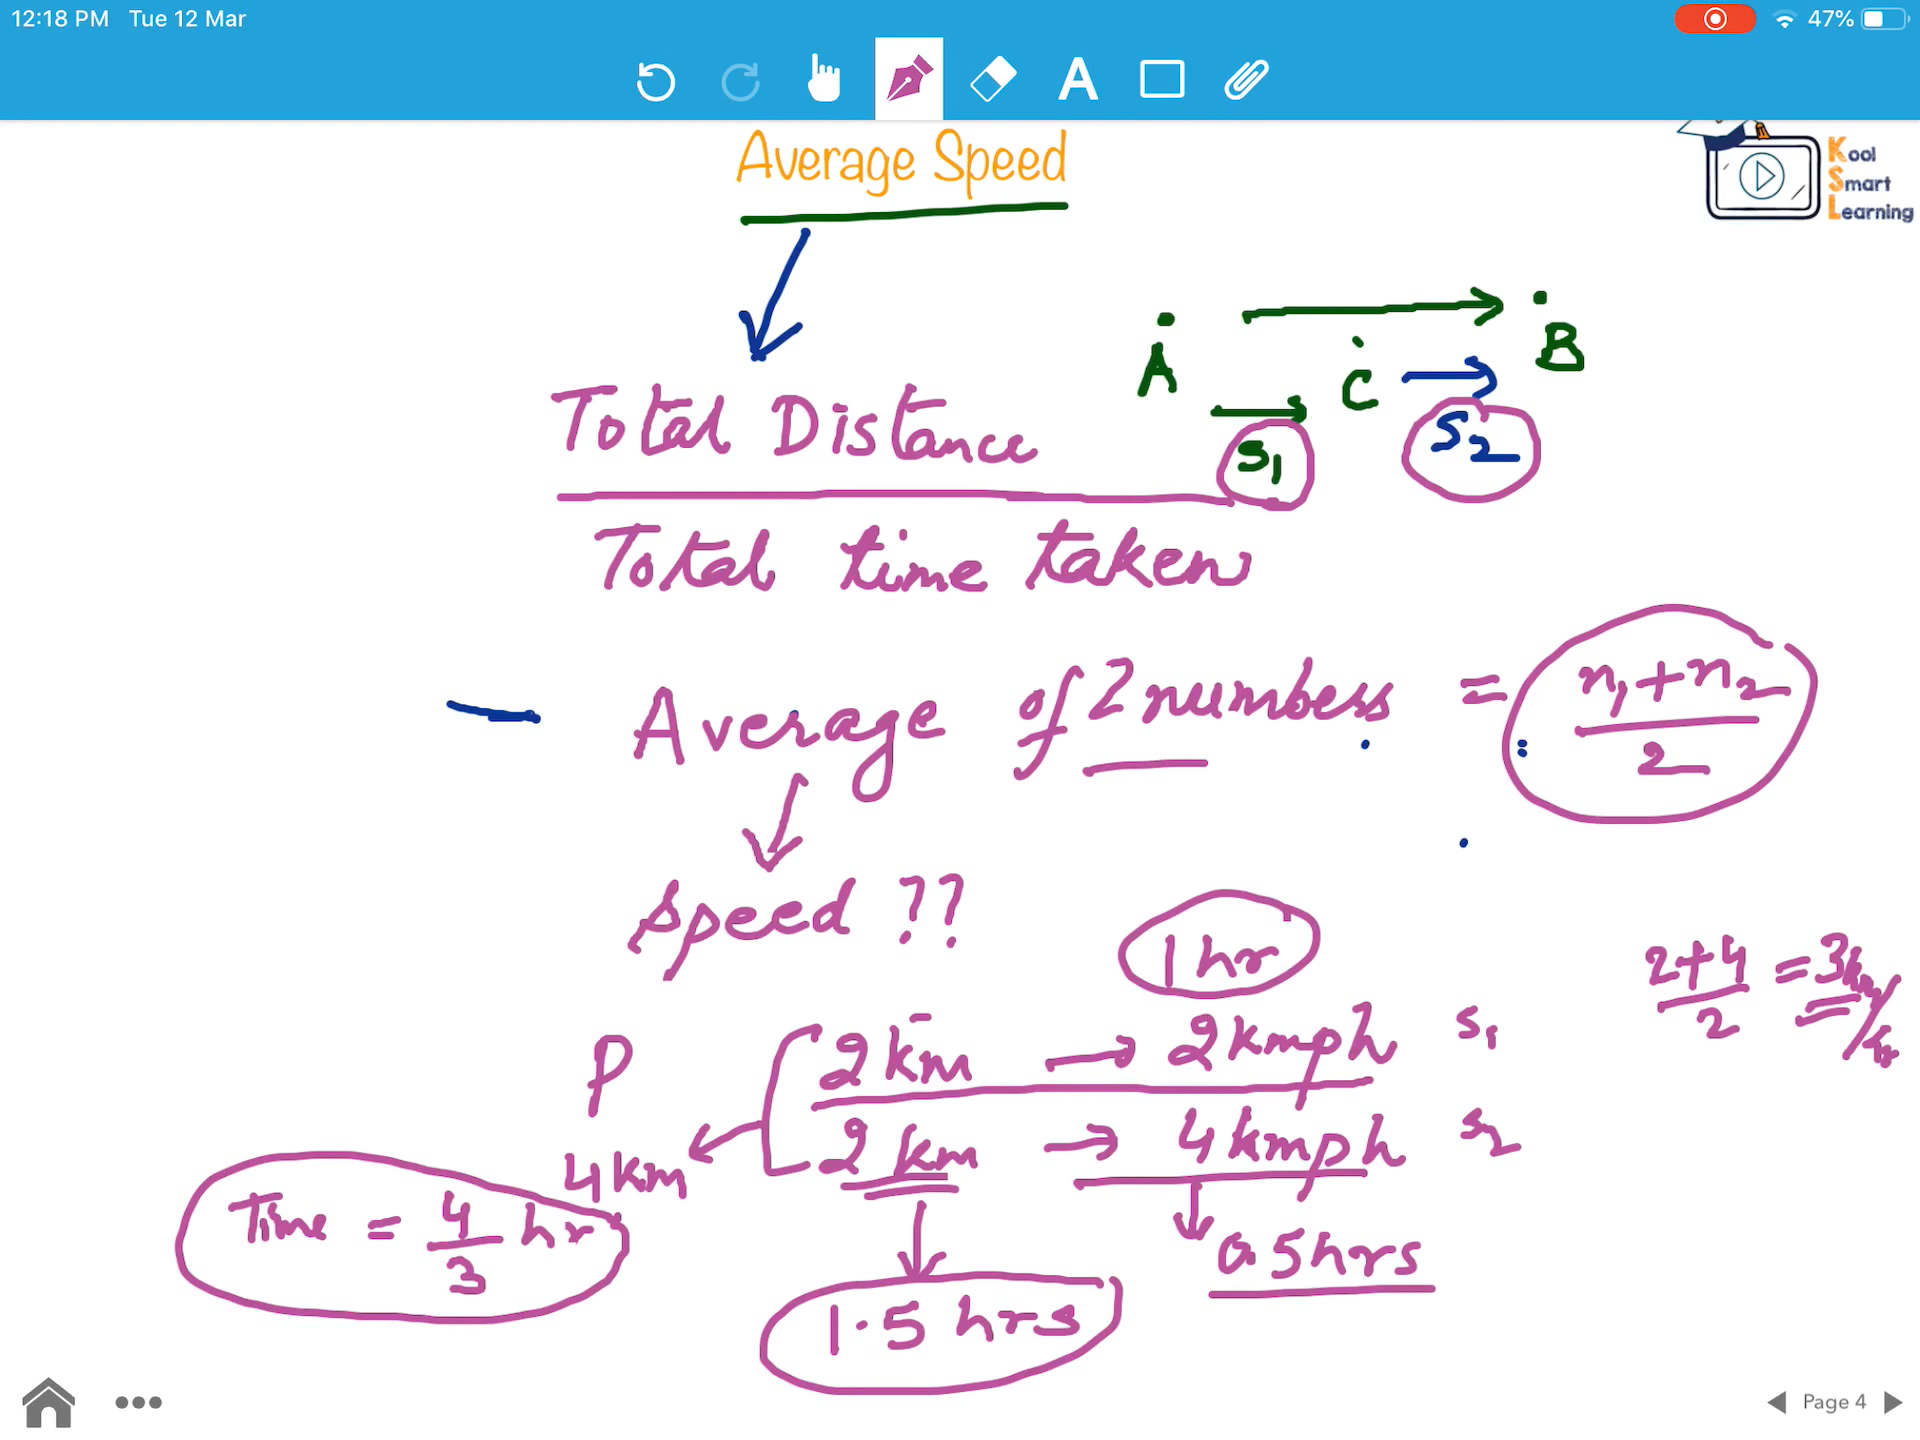 12:18 PM Tue 12 Mar
47%
A
Average Speed
Kool
Smart
Learning
A C B
S1 S2
Total Distance
Total time taken
– Average of 2 numbers = n1+n2
2
Speed ??
1 hr
2+4 = 3km/hr
2
P 2 km → 2 kmph S1
2 km → 4 kmph S2
4 km
Time = 4 hr
3
0.5 hrs
1.5 hrs
Page 4